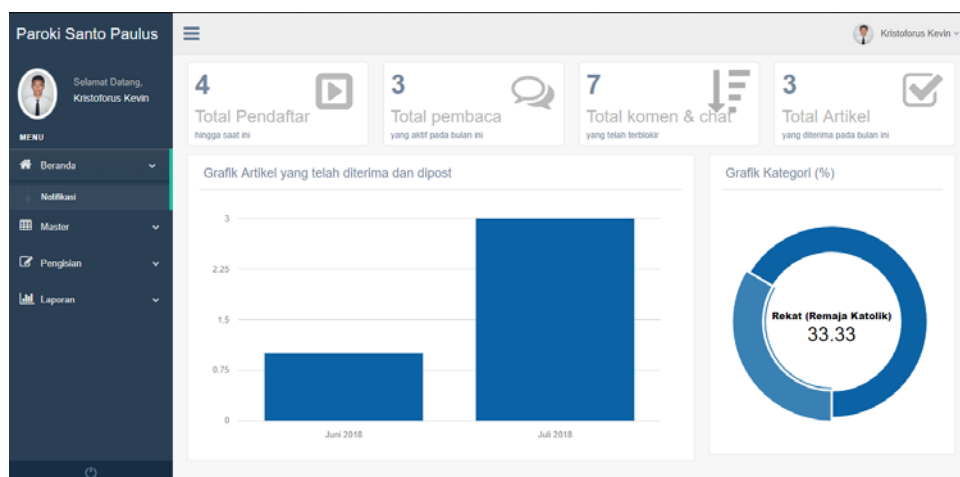 Paroki Santo Paulus
Kristoforus Kevin
Selamat Datang,
Kristoforus Kevin
MENU
Beranda
Notifikasi
Master
Pengisian
Laporan
4
Total Pendaftar
hingga saat ini
3
Total pembaca
yang aktif pada bulan ini
7
Total komen & chat
yang telah terblokir
3
Total Artikel
yang diterima pada bulan ini
Grafik Artikel yang telah diterima dan dipost
3
2.25
1.5
0.75
0
Juni 2018
Juli 2018
Grafik Kategori (%)
Rekat (Remaja Katolik)
33.33